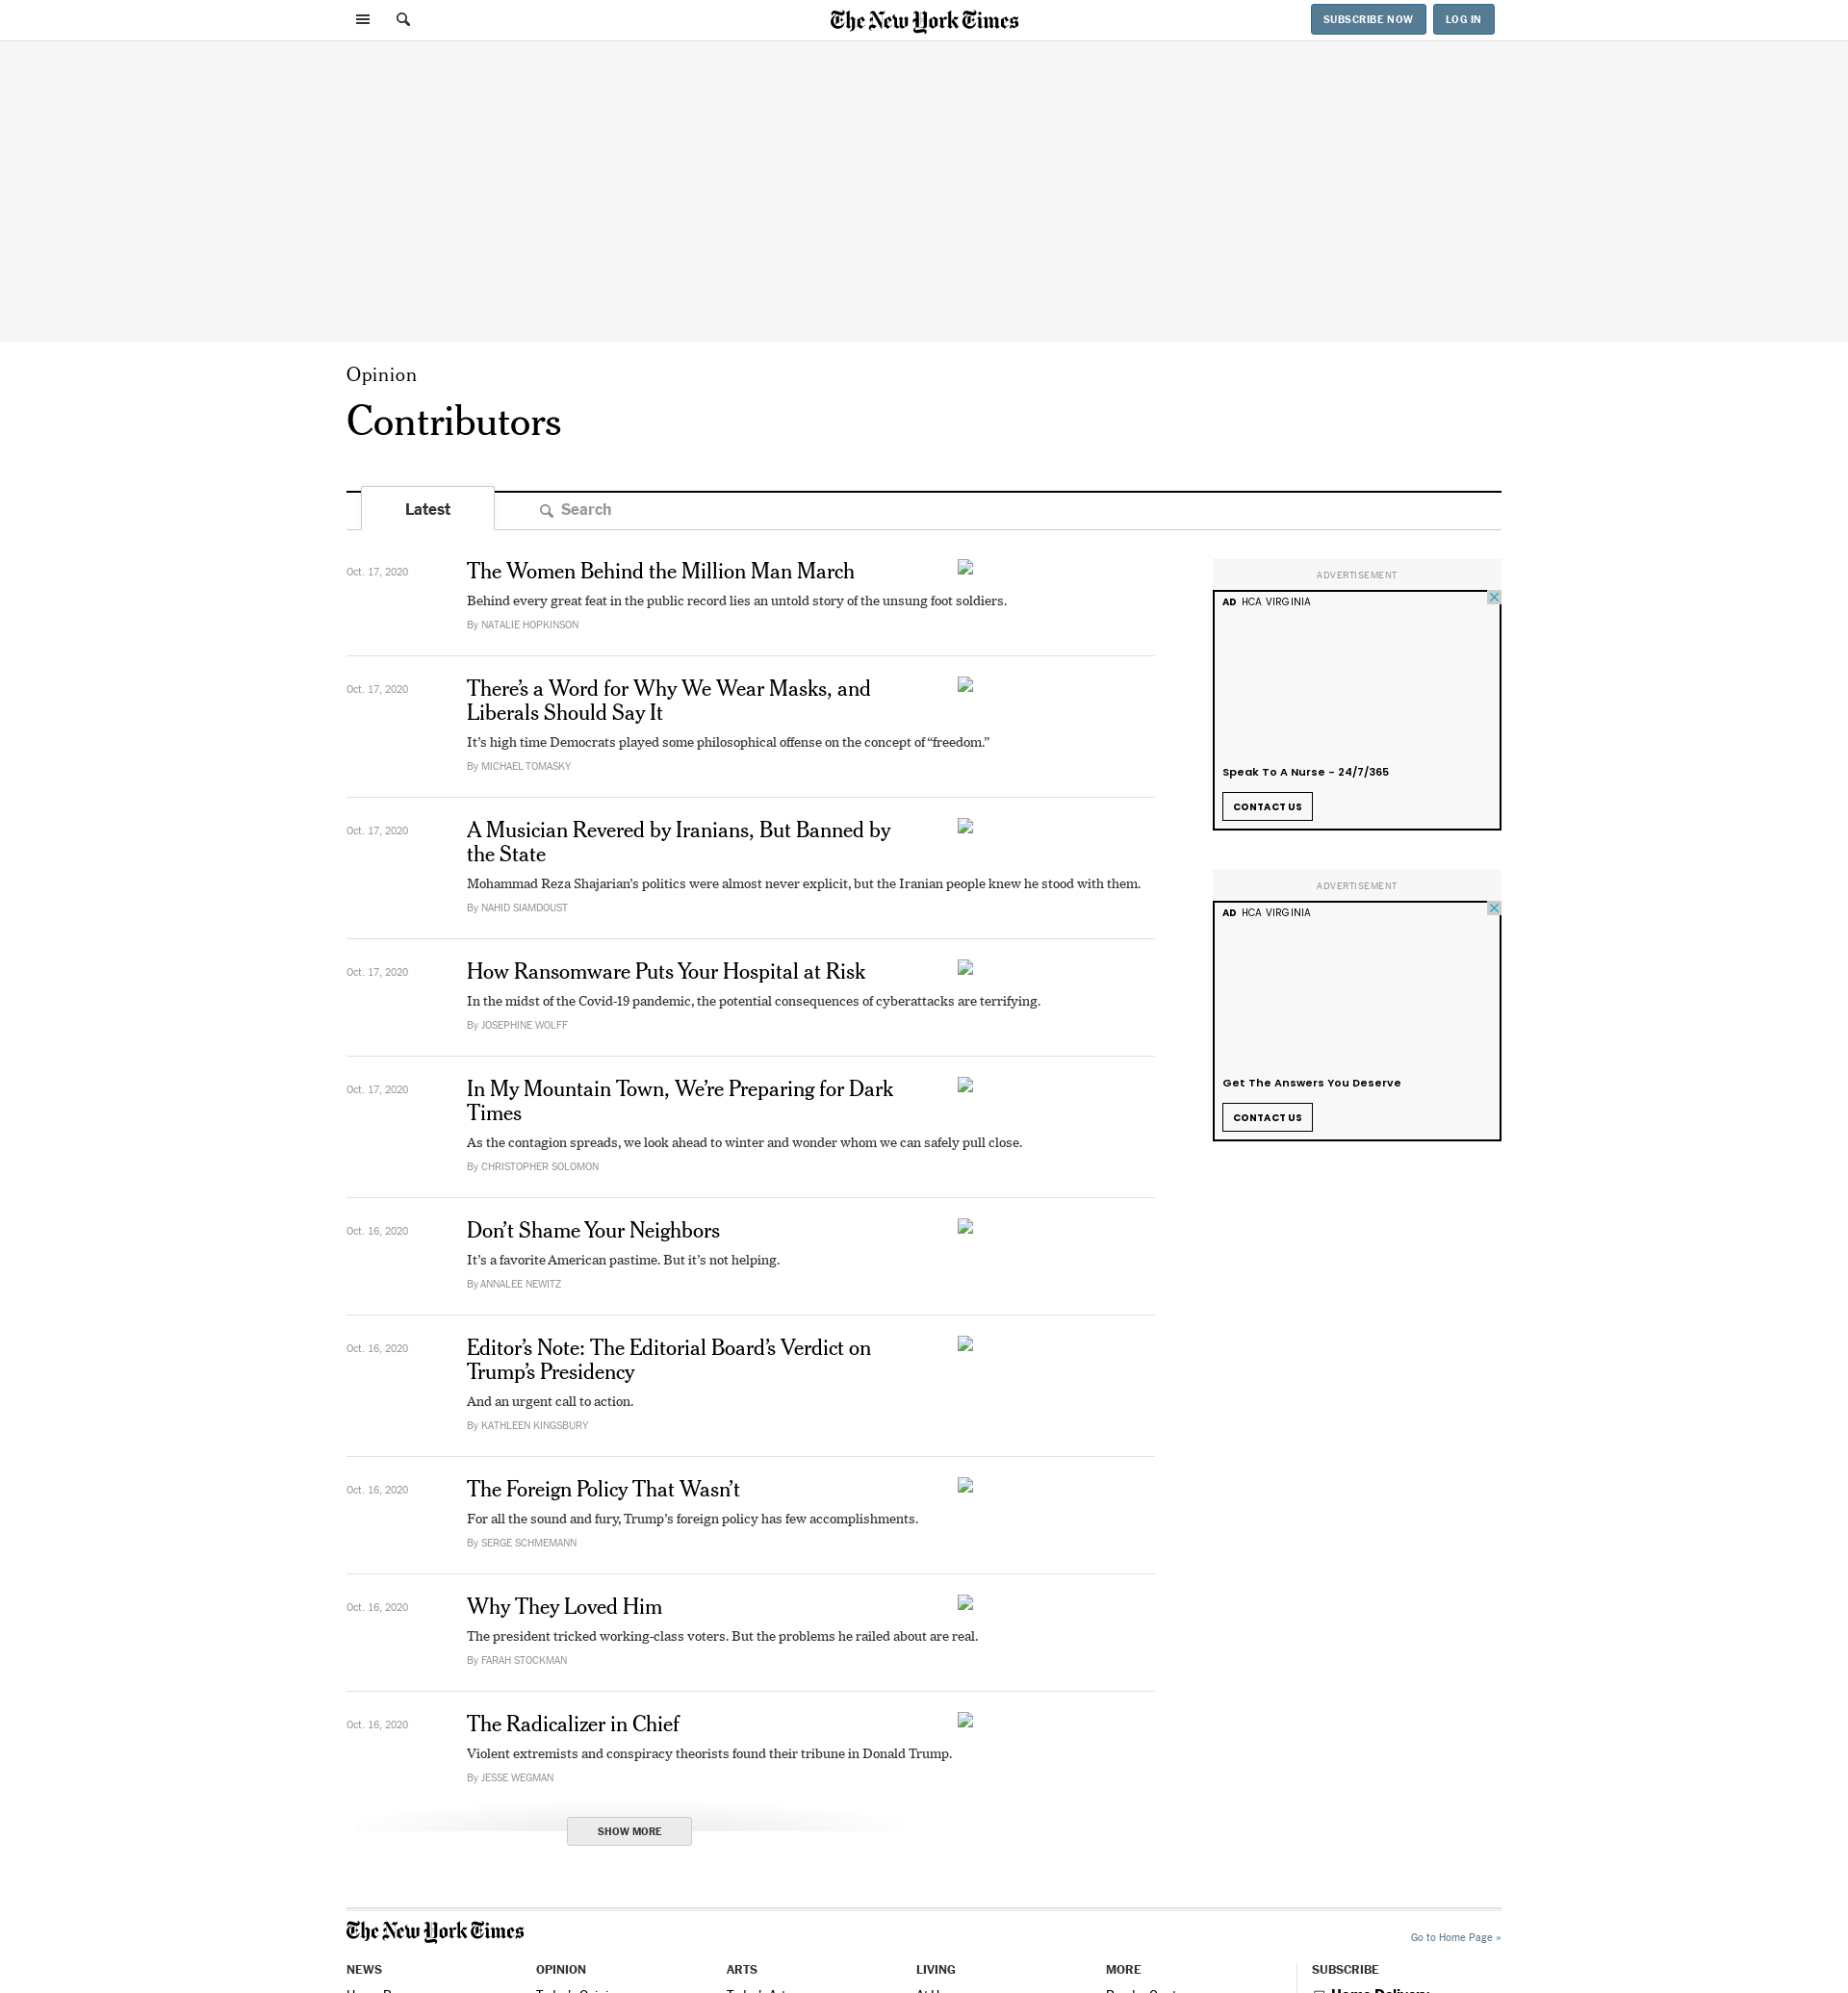 The New York Times
SUBSCRIBE NOW
LOG IN
Opinion
Contributors
Latest
Search
Oct. 17, 2020
The Women Behind the Million Man March
Behind every great feat in the public record lies an untold story of the unsung foot soldiers.
By NATALIE HOPKINSON
Oct. 17, 2020
There’s a Word for Why We Wear Masks, and
Liberals Should Say It
It’s high time Democrats played some philosophical offense on the concept of “freedom.”
By MICHAEL TOMASKY
Oct. 17, 2020
A Musician Revered by Iranians, But Banned by
the State
Mohammad Reza Shajarian’s politics were almost never explicit, but the Iranian people knew he stood with them.
By NAHID SIAMDOUST
Oct. 17, 2020
How Ransomware Puts Your Hospital at Risk
In the midst of the Covid-19 pandemic, the potential consequences of cyberattacks are terrifying.
By JOSEPHINE WOLFF
Oct. 17, 2020
In My Mountain Town, We’re Preparing for Dark
Times
As the contagion spreads, we look ahead to winter and wonder whom we can safely pull close.
By CHRISTOPHER SOLOMON
Oct. 16, 2020
Don’t Shame Your Neighbors
It’s a favorite American pastime. But it’s not helping.
By ANNALEE NEWITZ
Oct. 16, 2020
Editor’s Note: The Editorial Board’s Verdict on
Trump’s Presidency
And an urgent call to action.
By KATHLEEN KINGSBURY
Oct. 16, 2020
The Foreign Policy That Wasn’t
For all the sound and fury, Trump’s foreign policy has few accomplishments.
By SERGE SCHMEMANN
Oct. 16, 2020
Why They Loved Him
The president tricked working-class voters. But the problems he railed about are real.
By FARAH STOCKMAN
Oct. 16, 2020
The Radicalizer in Chief
Violent extremists and conspiracy theorists found their tribune in Donald Trump.
By JESSE WEGMAN
SHOW MORE
ADVERTISEMENT
AD HCA VIRGINIA
Speak To A Nurse - 24/7/365
CONTACT US
ADVERTISEMENT
AD HCA VIRGINIA
Get The Answers You Deserve
CONTACT US
The New York Times
Go to Home Page »
NEWS
OPINION
ARTS
LIVING
MORE
SUBSCRIBE
Home Delivery